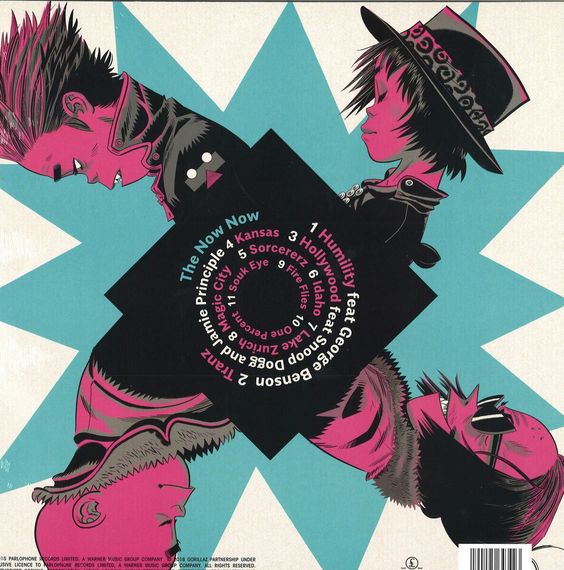 The Now Now
1 Humility feat George Benson
2 Tranz
3 Hollywood feat Snoop Dogg and Jamie Principle
4 Kansas
5 Sorcererz
6 Idaho
7 Lake Zurich
8 Magic City
9 Fire Flies
10 One Percent
11 Souk Eye
PARLOPHONE RECORDS LIMITED, A WARNER MUSIC GROUP COMPANY 2018 GORILLAZ PARTNERSHIP UNDER
LICENCE TO PARLOPHONE RECORDS LIMITED, A WARNER MUSIC GROUP COMPANY. ALL RIGHTS RESERVED.